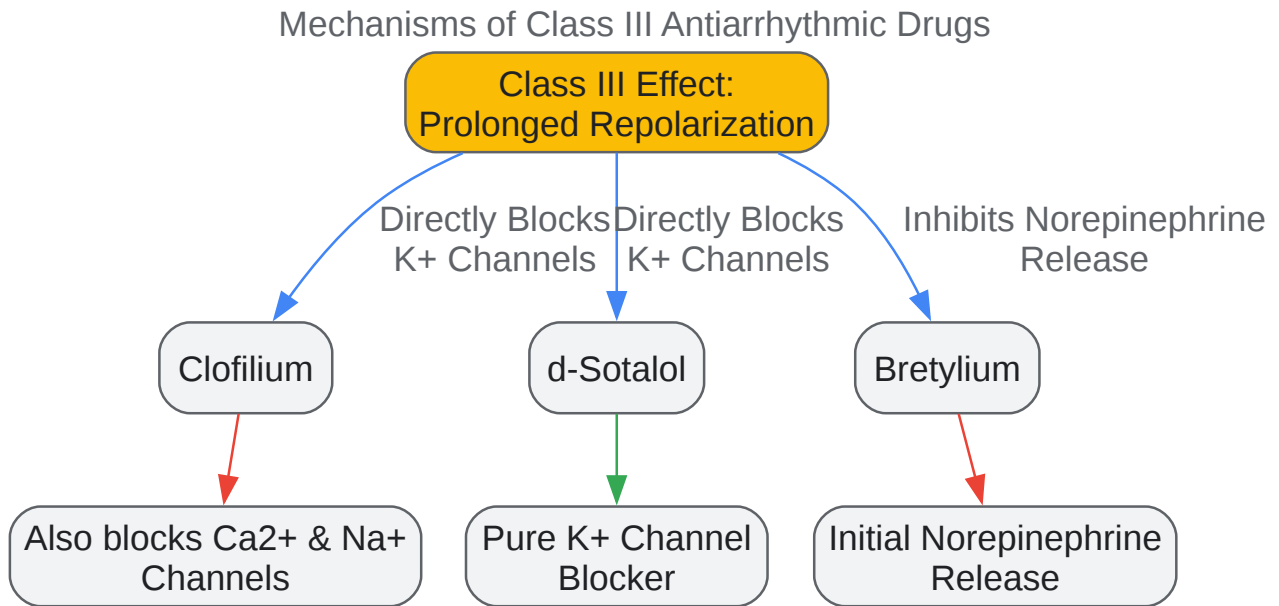 Mechanisms of Class III Antiarrhythmic Drugs
Class III Effect:
Prolonged Repolarization
Directly Blocks
K+ Channels
Directly Blocks
K+ Channels
Inhibits Norepinephrine
Release
Clofilium
d-Sotalol
Bretylium
Also blocks Ca2+ & Na+
Channels
Pure K+ Channel
Blocker
Initial Norepinephrine
Release